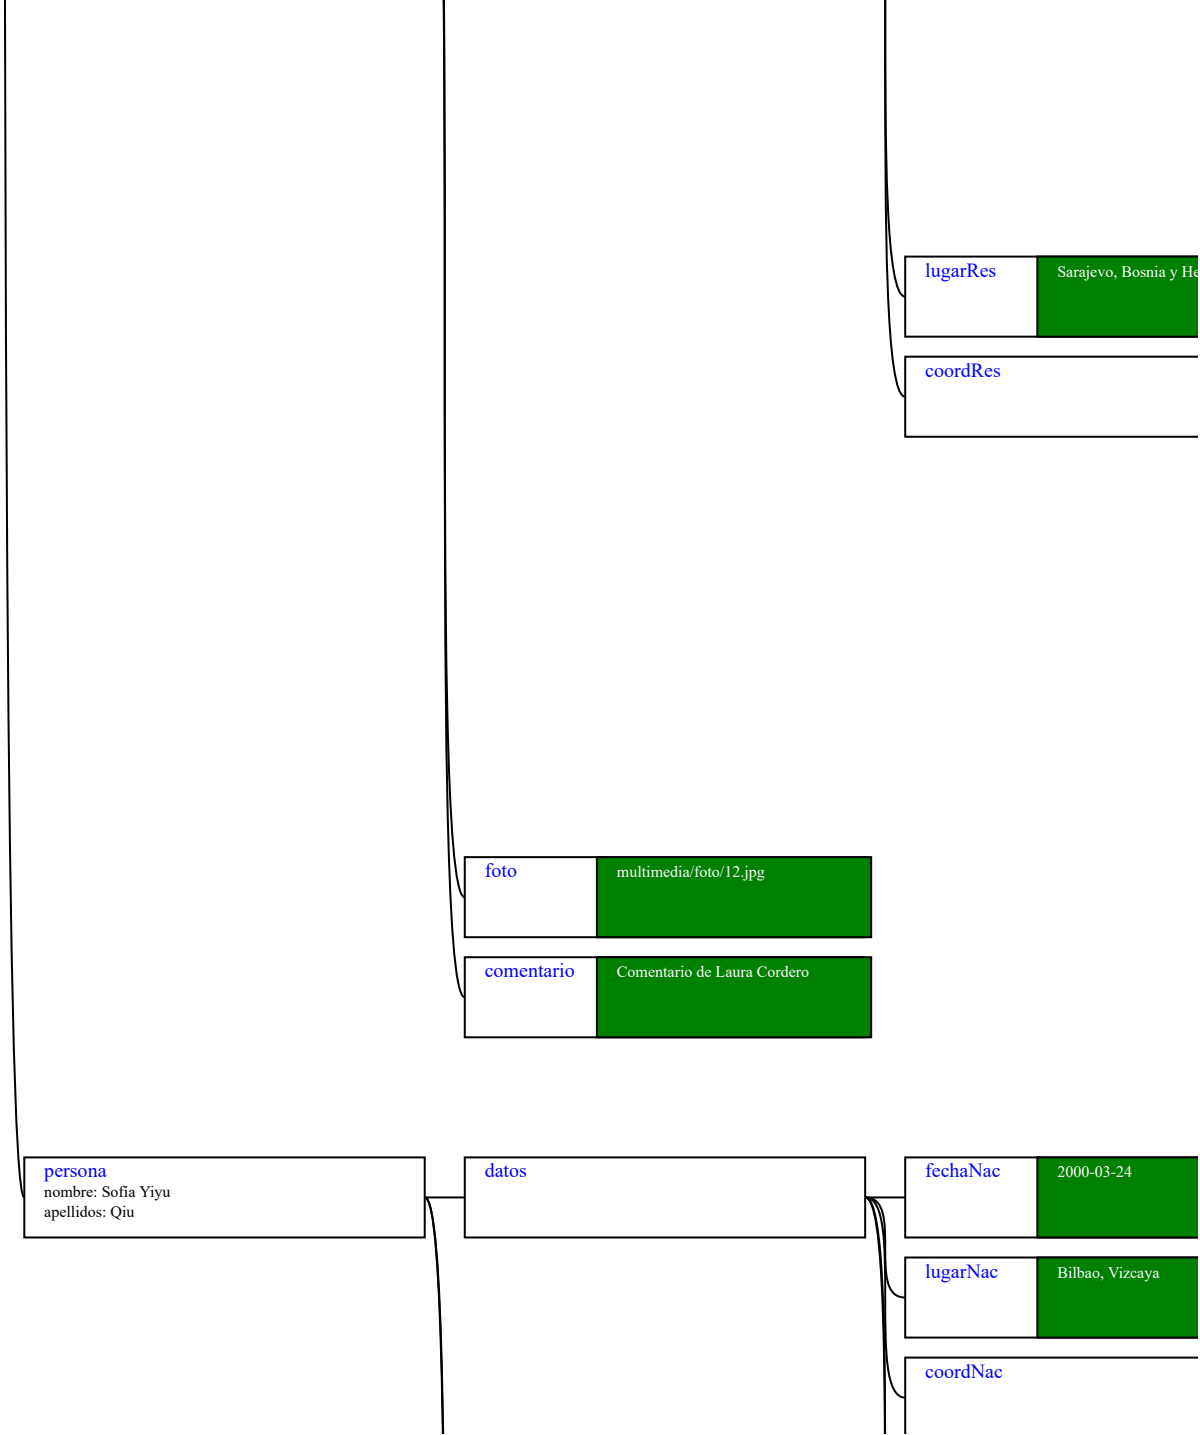 lugarRes
Sarajevo, Bosnia y
coordRes
foto
multimedia/foto/12.jpg
comentario
Comentario de Laura Cordero
persona
nombre: Sofía Yiyu
apellidos: Qiu
datos
fechaNac
2000-03-24
lugarNac
Bilbao, Vizcaya
coordNac